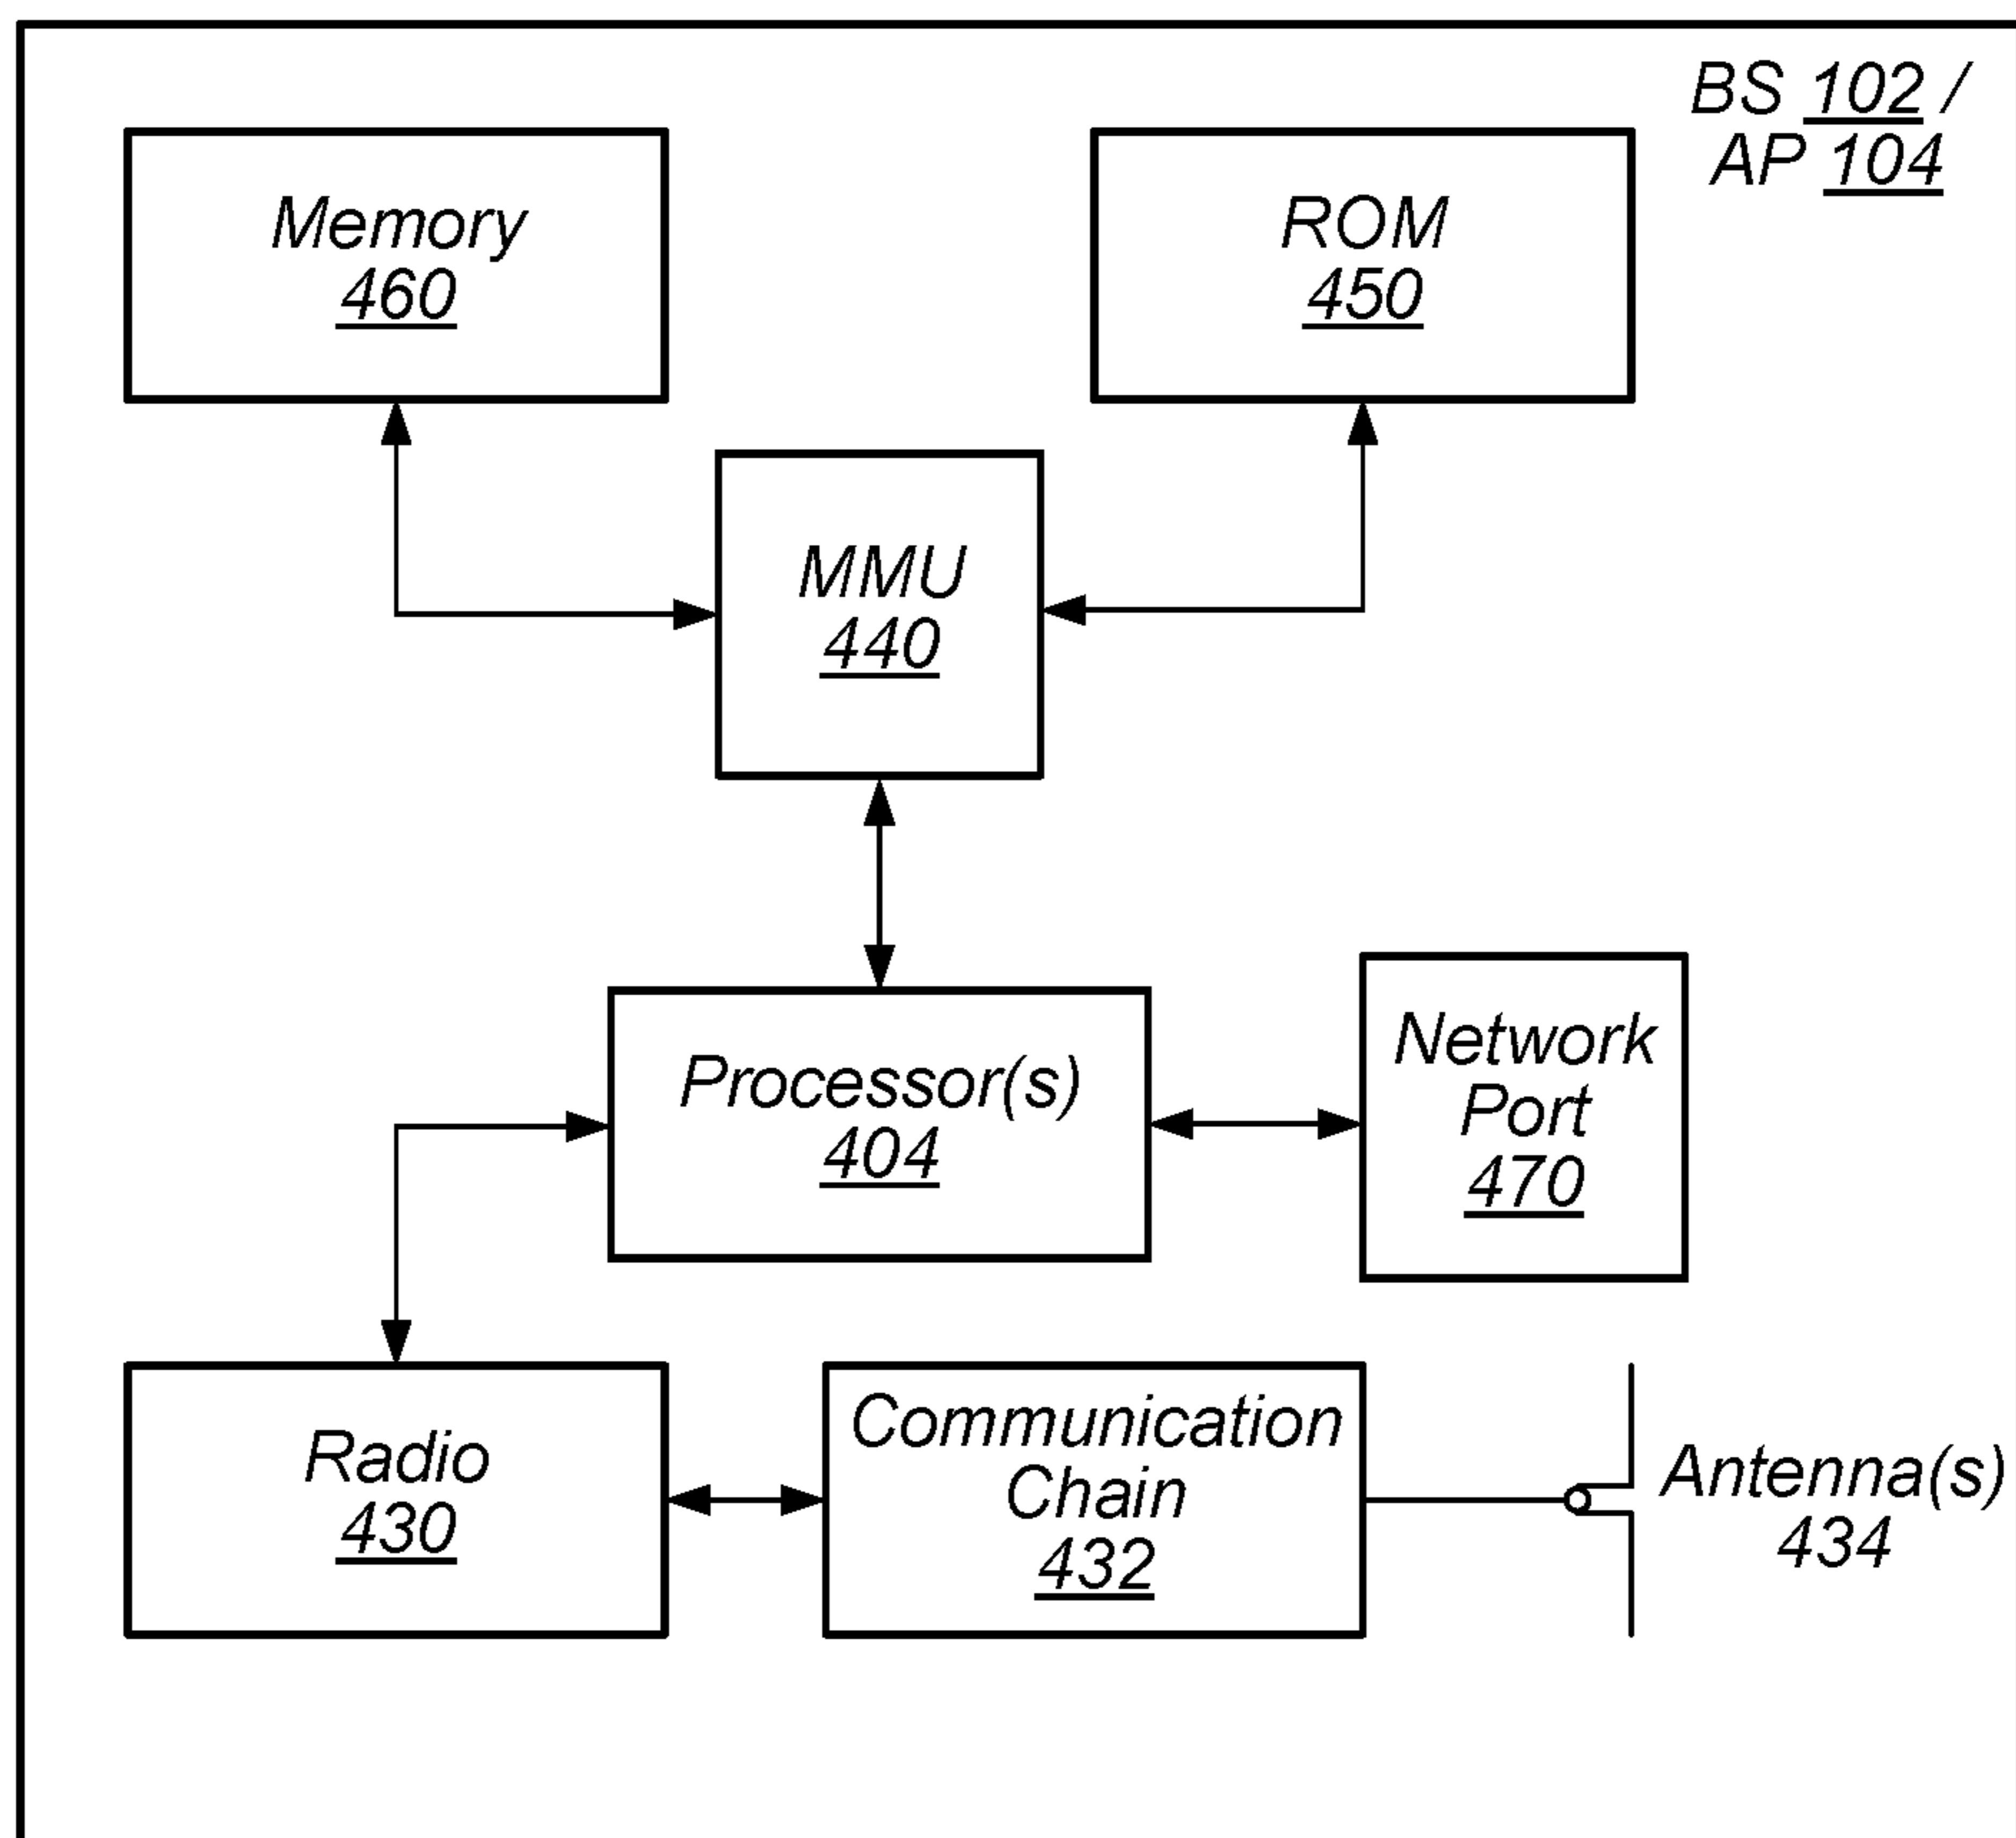 BS 102 /
AP 104
Memory
460
ROM
450
MMU
440
Processor(s)
404
Network
Port
470
Radio
430
Communication
Chain
432
Antenna(s)
434